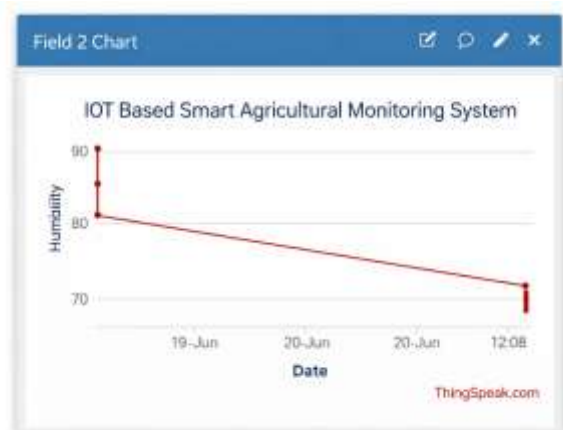 Field 2 Chart
IOT Based Smart Agricultural Monitoring System
90
80
70
Humaility
19-Jun 20-Jun 20-Jun 12:08
Date
ThingSpeak.com